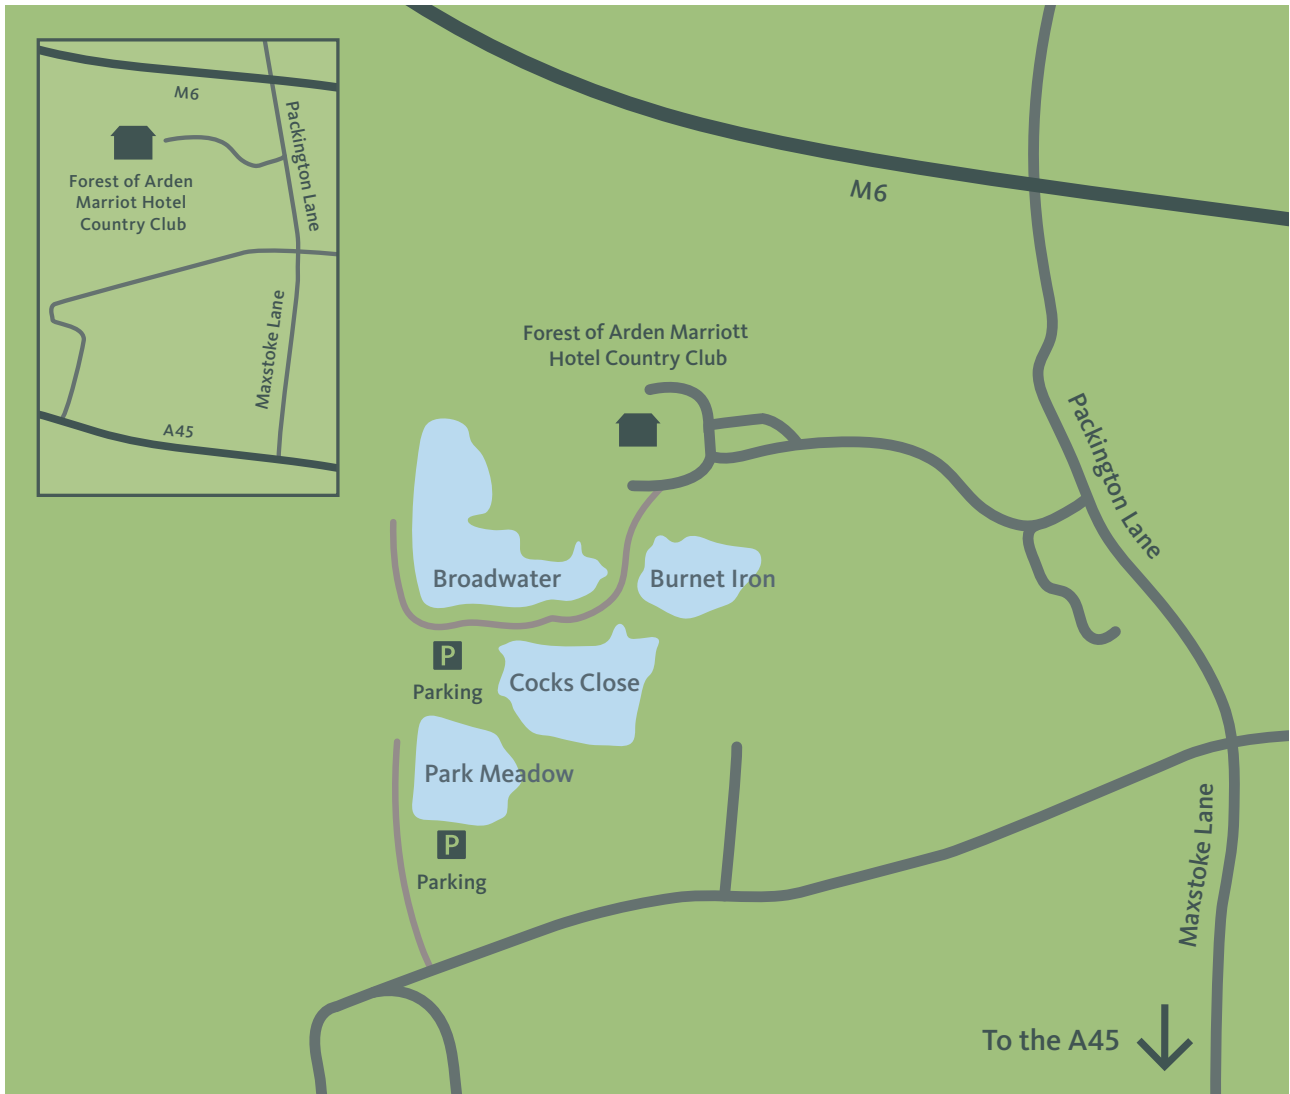 M6
Packington Lane
Forest of Arden
Marriot Hotel
Country Club
Maxstoke Lane
A45
M6
Forest of Arden Marriott
Hotel Country Club
Packington Lane
Broadwater
Burnet Iron
P
Parking
Cocks Close
Park Meadow
P
Parking
Maxstoke Lane
To the A45